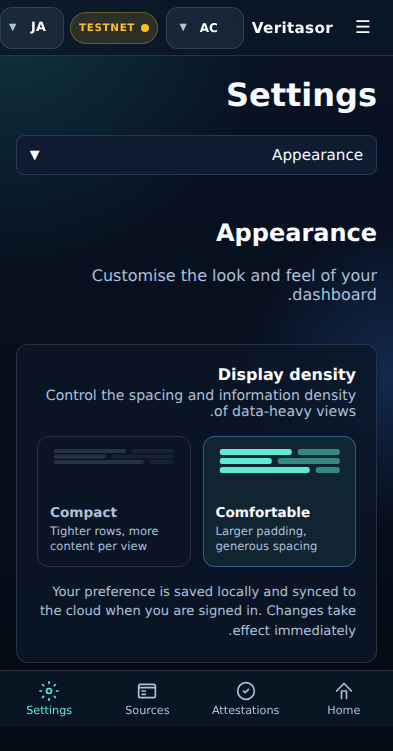 ☰ Veritasor AC ▼ TESTNET JA ▼
Settings
Appearance ▼
Appearance
Customise the look and feel of your
dashboard.
Display density
Control the spacing and information density
of data-heavy views.
Comfortable
Larger padding,
generous spacing
Compact
Tighter rows, more
content per view
Your preference is saved locally and synced to
the cloud when you are signed in. Changes take
effect immediately.
Home Attestations Sources Settings